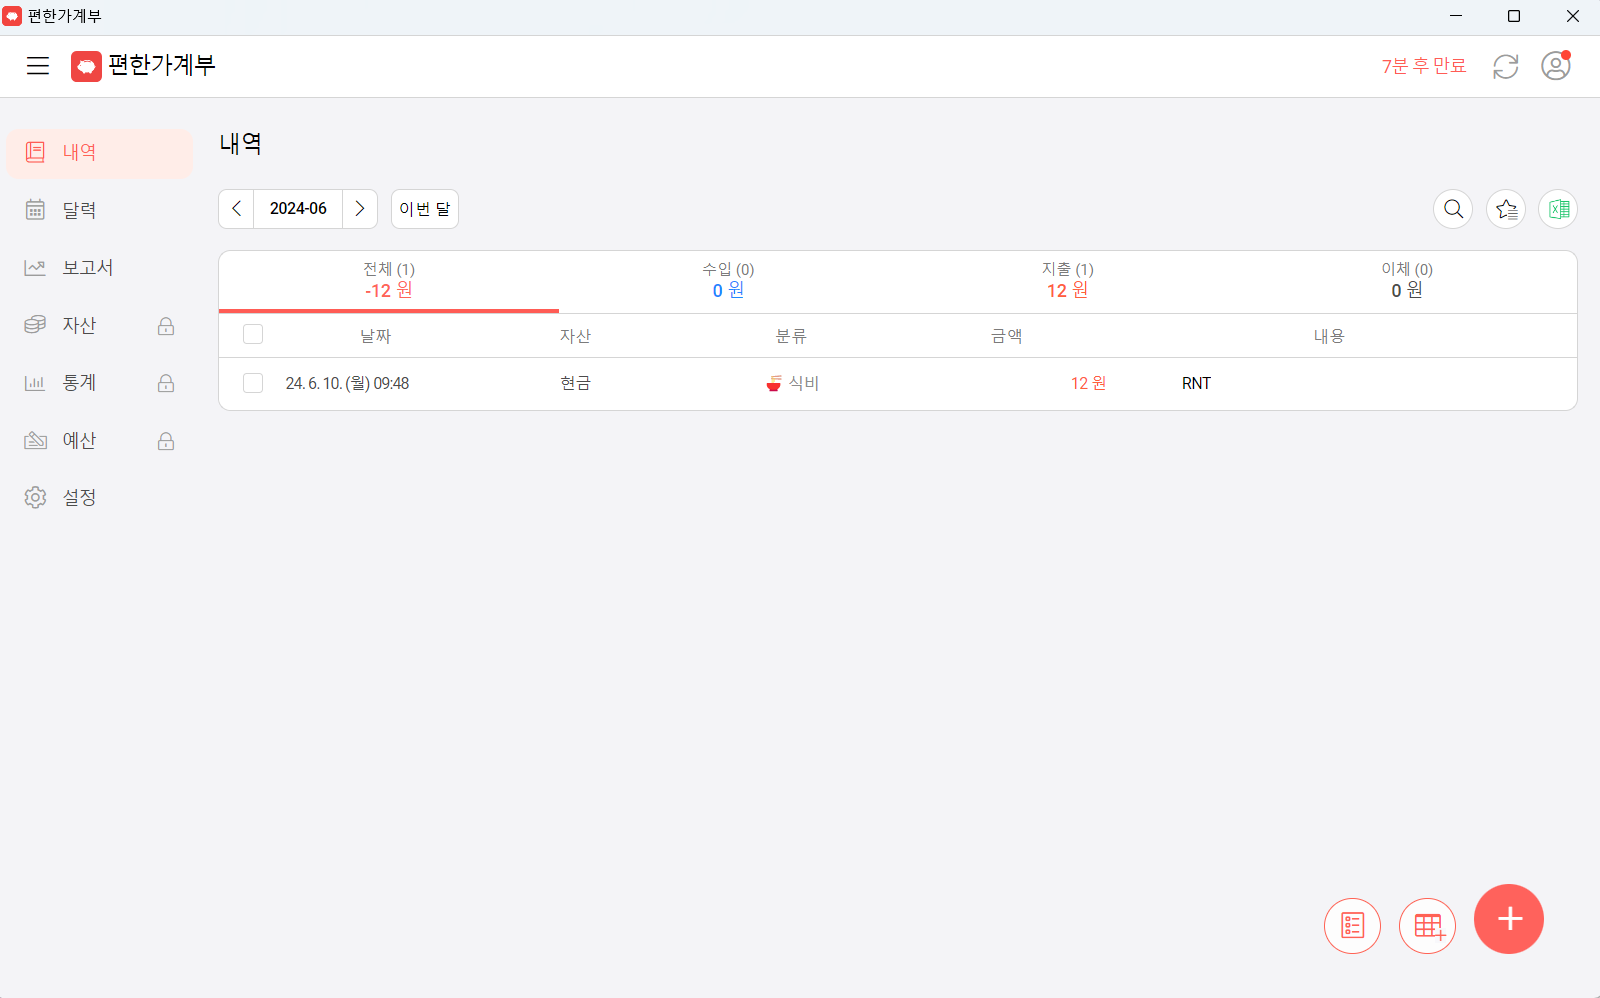 편한가계부
편한가계부
7분 후 만료
내역
달력
보고서
자산
통계
예산
설정
내역
2024-06
이번 달
전체 (1)
-12 원
수입 (0)
0 원
지출 (1)
12 원
이체 (0)
0 원
날짜 자산 분류 금액 내용
24. 6. 10. (월) 09:48 현금 식비 12 원 RNT